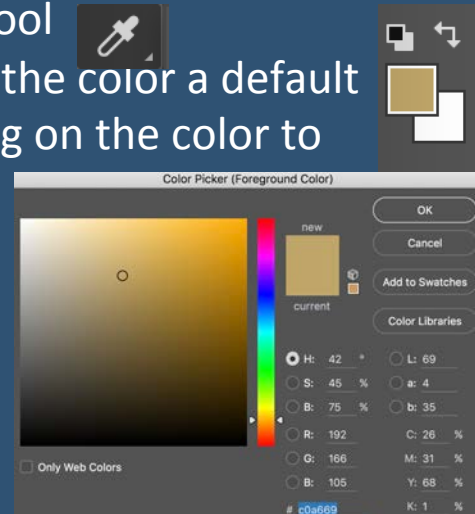 ool
the color a default
g on the color to
Color Picker (Foreground Color)
new
current
OK
Cancel
Add to Swatches
Color Libraries
H: 42 ° L: 69
S: 45 % a: 4
B: 75 % b: 35
R: 192 C: 26 %
G: 166 M: 31 %
B: 105 Y: 68 %
# c0a669 K: 1 %
Only Web Colors